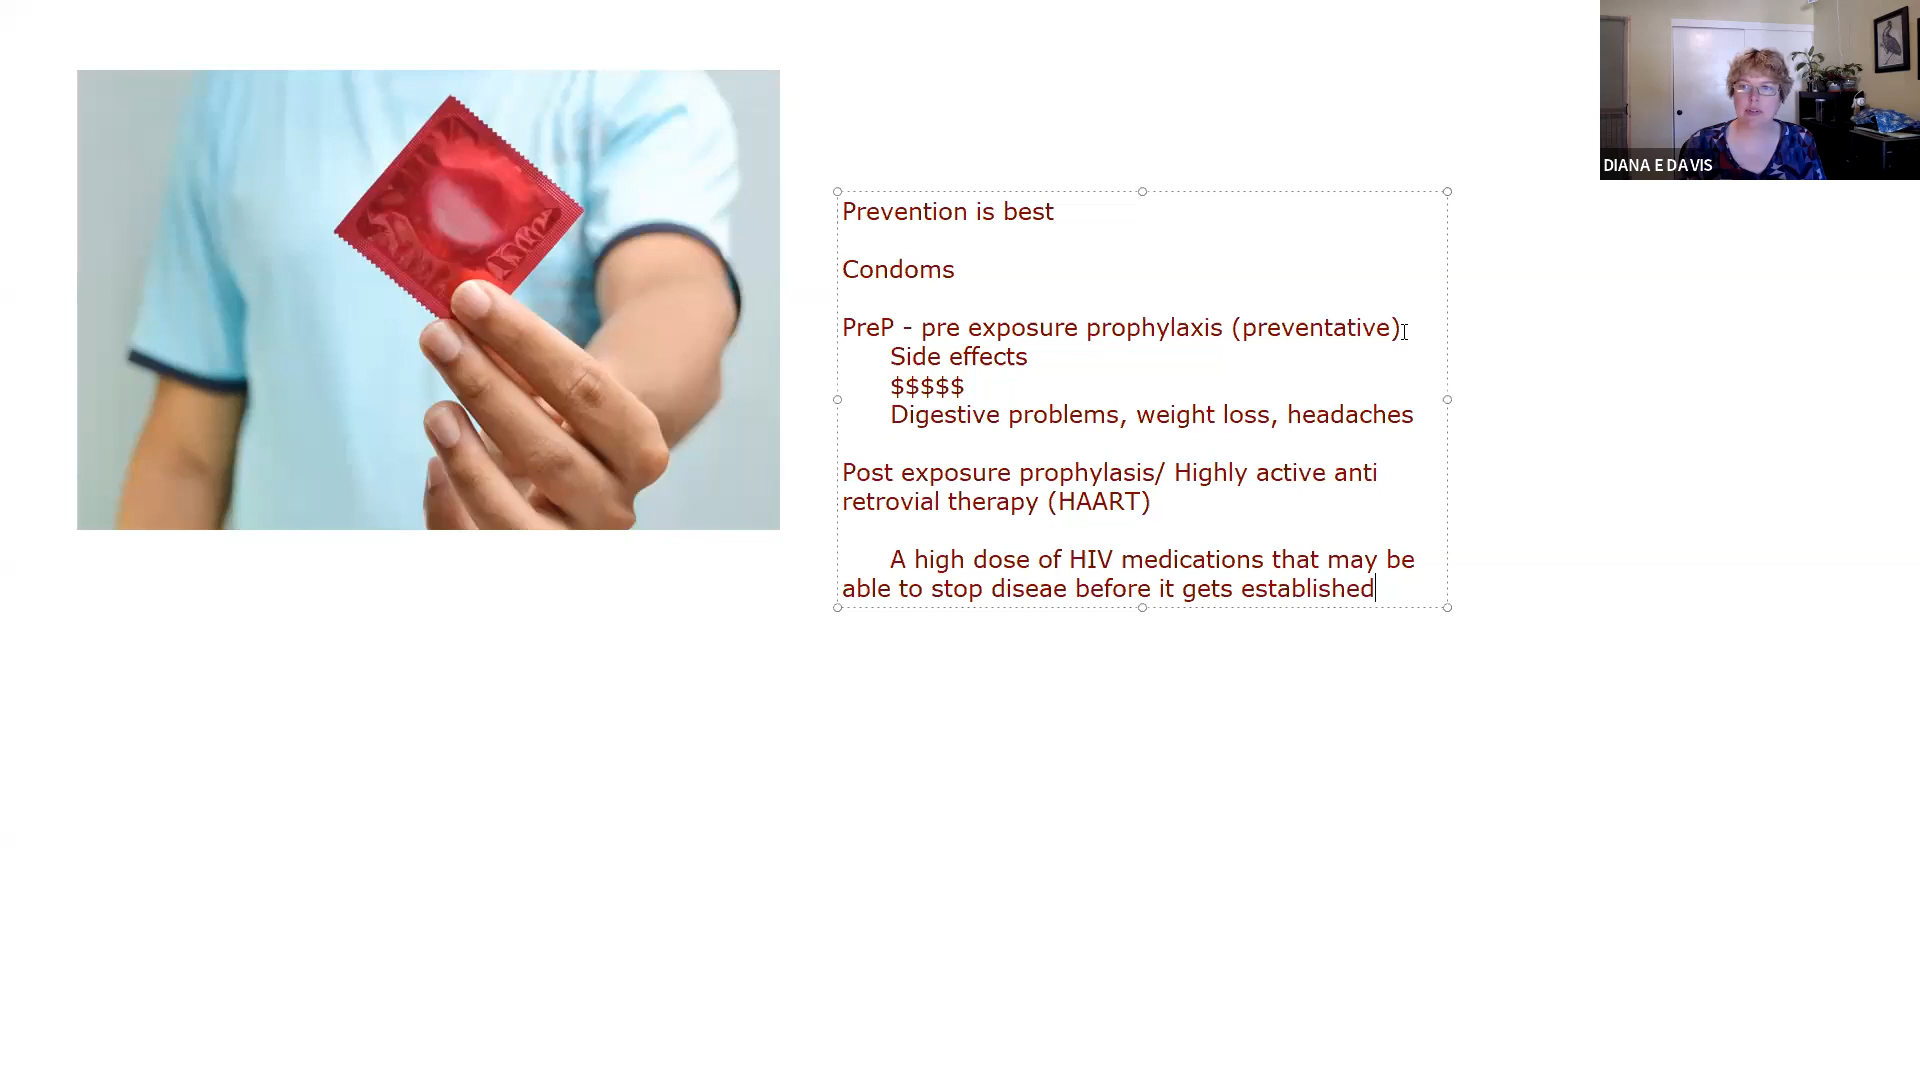 DIANA E DAVIS
Prevention is best
Condoms
PreP - pre exposure prophylaxis (preventative)
Side effects
$$$$$
Digestive problems, weight loss, headaches
Post exposure prophylasis/ Highly active anti
retrovial therapy (HAART)
A high dose of HIV medications that may be
able to stop diseae before it gets established